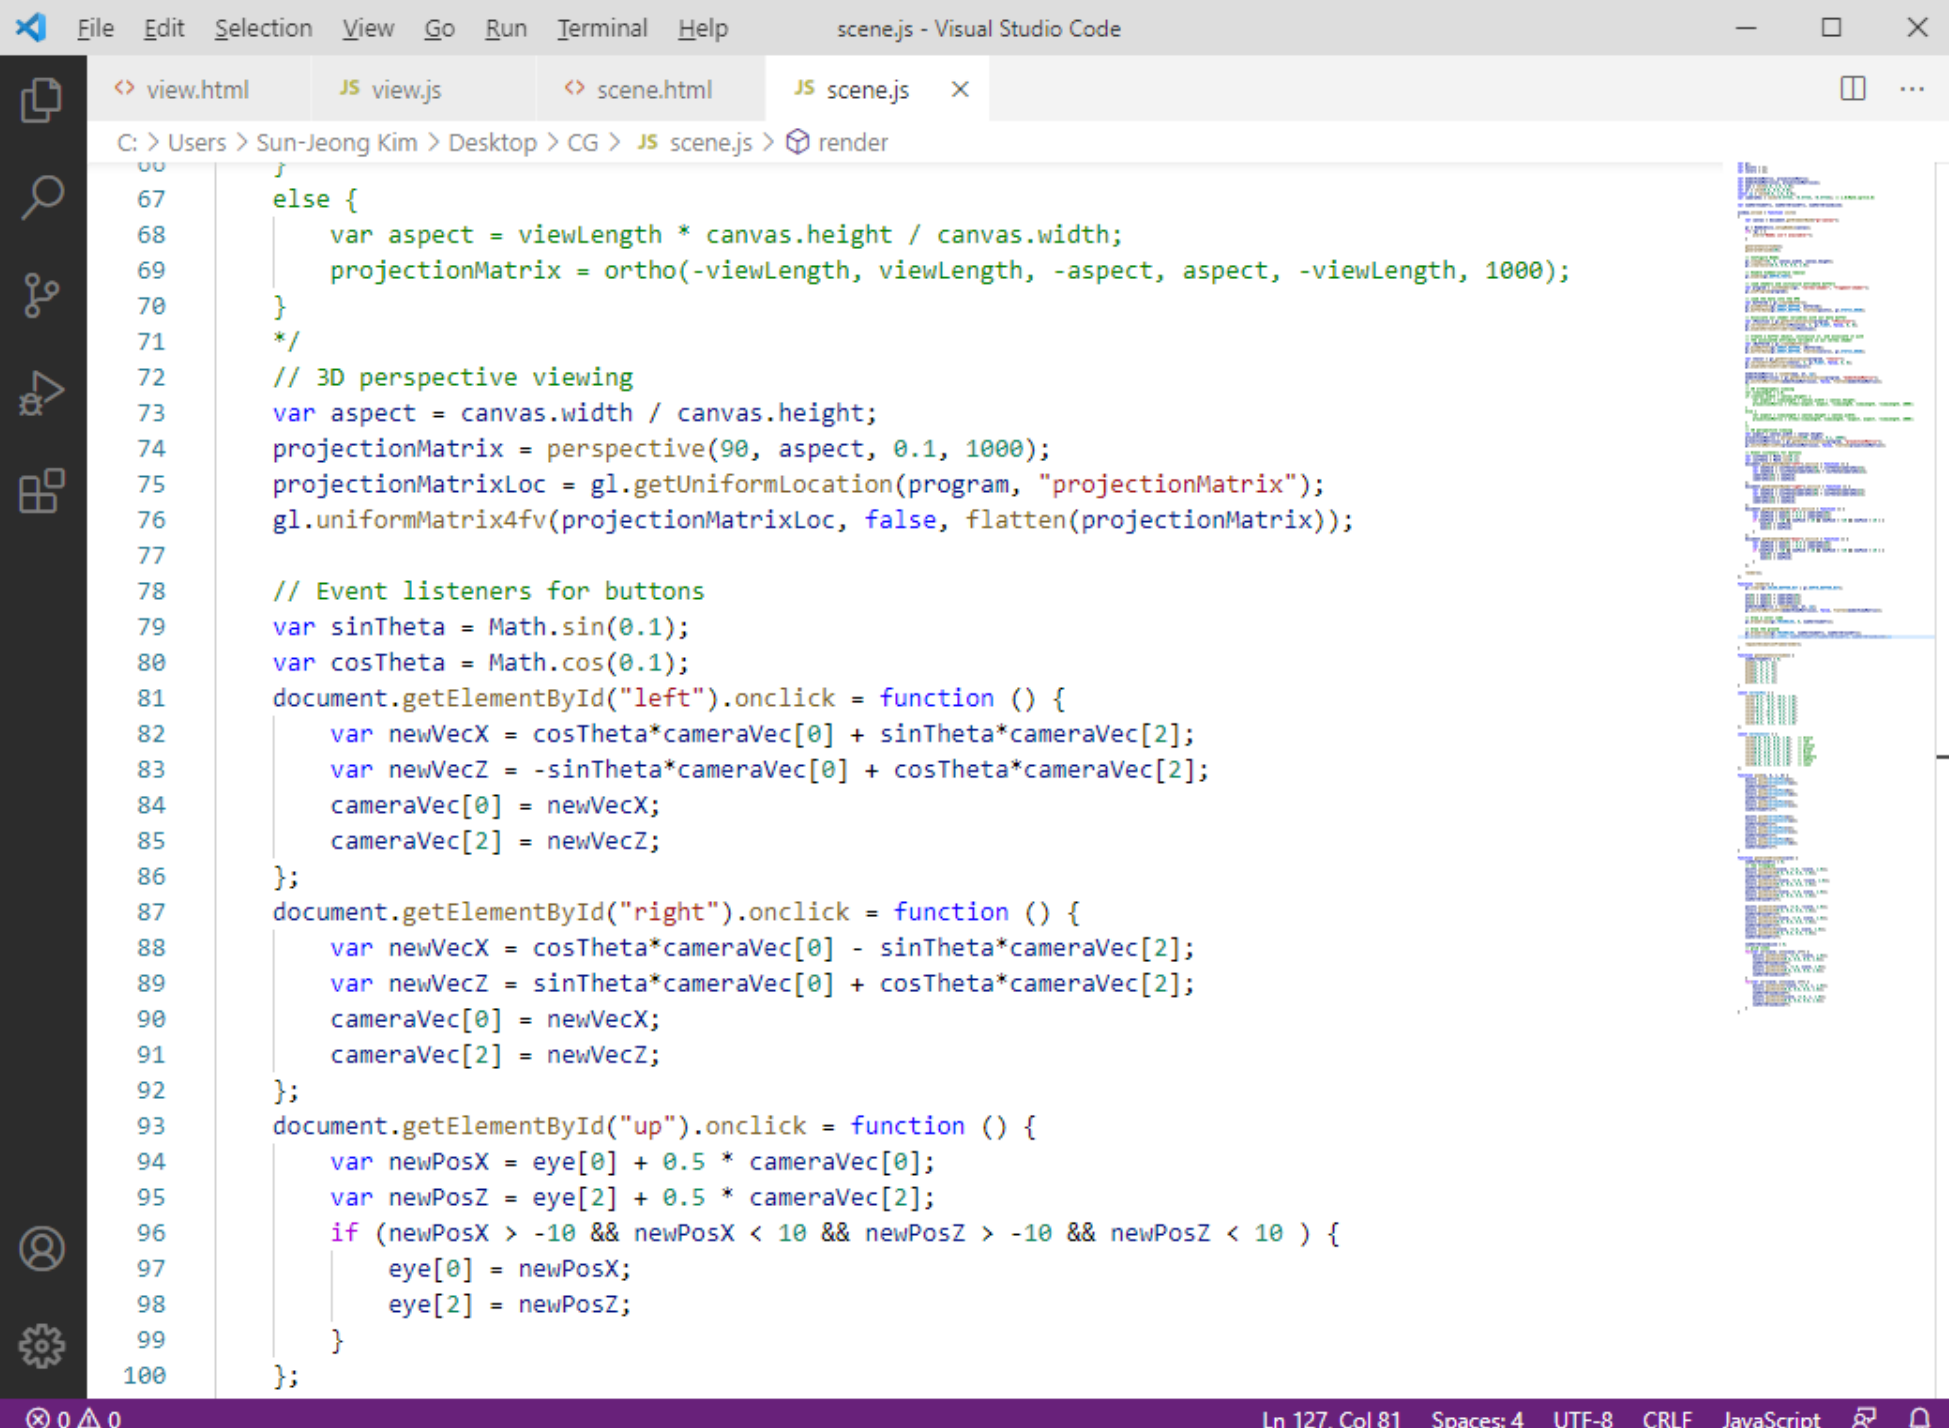 File Edit Selection View Go Run Terminal Help scene.js - Visual Studio Code
view.html JS view.js scene.html JS scene.js
C: > Users > Sun-Jeong Kim > Desktop > CG > JS scene.js > render
66 }
67 else {
68 var aspect = viewLength * canvas.height / canvas.width;
69 projectionMatrix = ortho(-viewLength, viewLength, -aspect, aspect, -viewLength, 1000);
70 }
71 */
72 // 3D perspective viewing
73 var aspect = canvas.width / canvas.height;
74 projectionMatrix = perspective(90, aspect, 0.1, 1000);
75 projectionMatrixLoc = gl.getUniformLocation(program, "projectionMatrix");
76 gl.uniformMatrix4fv(projectionMatrixLoc, false, flatten(projectionMatrix));
77
78 // Event listeners for buttons
79 var sinTheta = Math.sin(0.1);
80 var cosTheta = Math.cos(0.1);
81 document.getElementById("left").onclick = function () {
82 var newVecX = cosTheta*cameraVec[0] + sinTheta*cameraVec[2];
83 var newVecZ = -sinTheta*cameraVec[0] + cosTheta*cameraVec[2];
84 cameraVec[0] = newVecX;
85 cameraVec[2] = newVecZ;
86 };
87 document.getElementById("right").onclick = function () {
88 var newVecX = cosTheta*cameraVec[0] - sinTheta*cameraVec[2];
89 var newVecZ = sinTheta*cameraVec[0] + cosTheta*cameraVec[2];
90 cameraVec[0] = newVecX;
91 cameraVec[2] = newVecZ;
92 };
93 document.getElementById("up").onclick = function () {
94 var newPosX = eye[0] + 0.5 * cameraVec[0];
95 var newPosZ = eye[2] + 0.5 * cameraVec[2];
96 if (newPosX > -10 && newPosX < 10 && newPosZ > -10 && newPosZ < 10 ) {
97 eye[0] = newPosX;
98 eye[2] = newPosZ;
99 }
100 };
0 0 Ln 127, Col 81 Spaces: 4 UTF-8 CRLF JavaScript